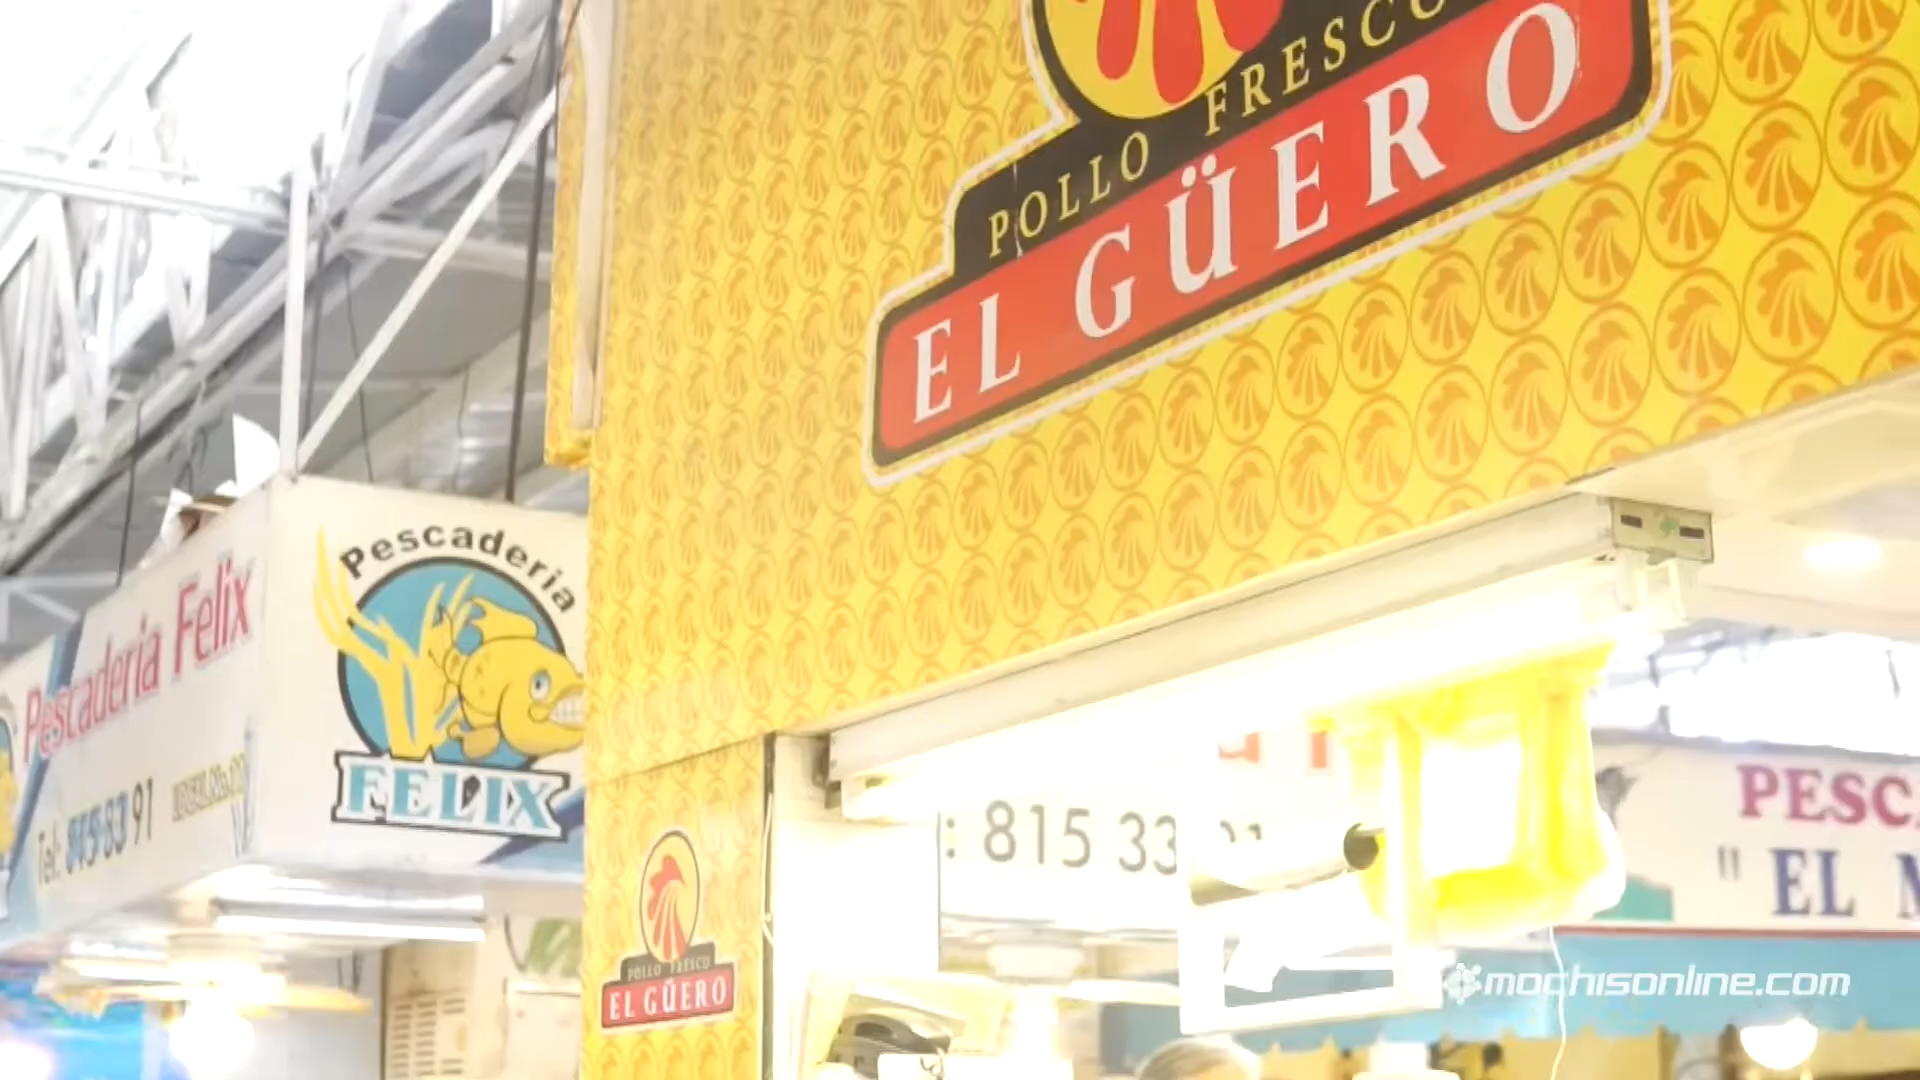 POLLO FRESCO
EL GÜERO
Pescaderia
FELIX
Pescaderia Felix
Tel: 815 83 91
POLLO FRESCO
EL GÜERO
: 815 33
PESC
" EL M
mochisonline.com